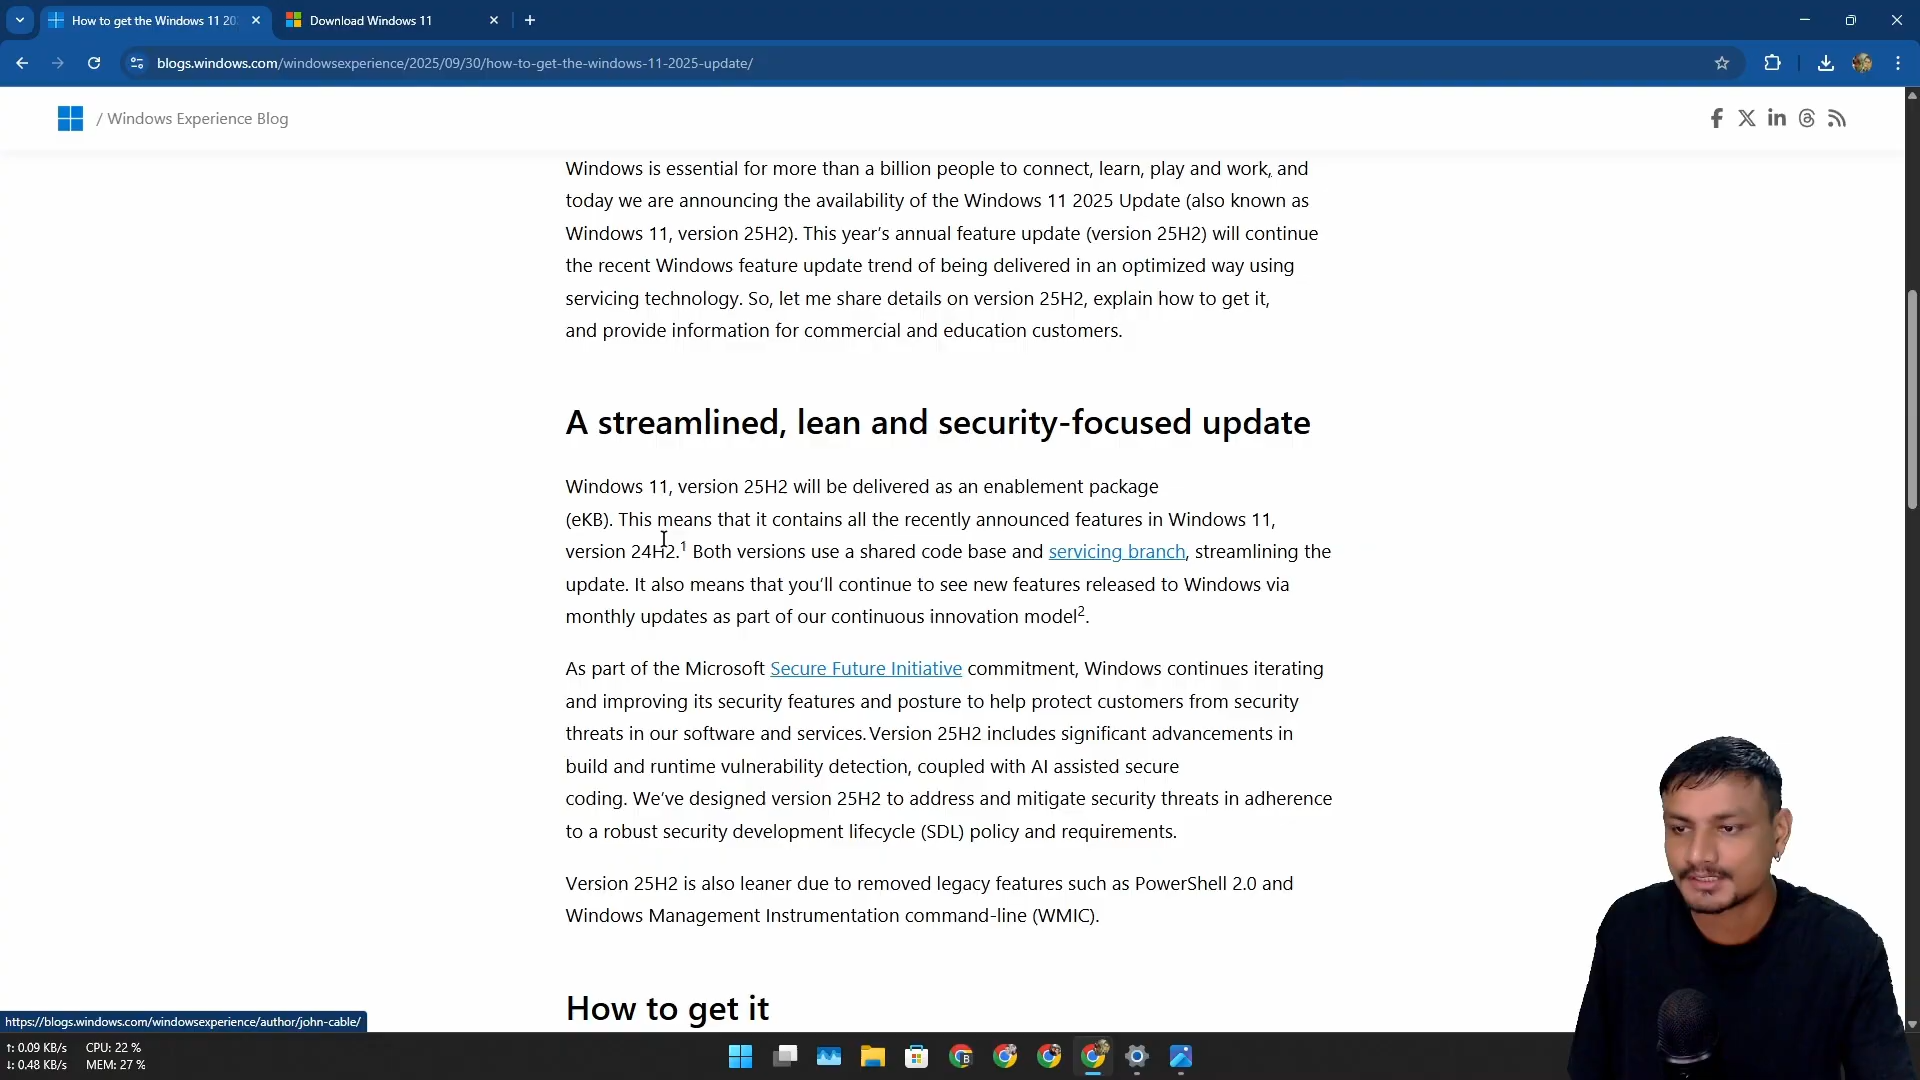 How to get the Windows 11 20
Download Windows 11
blogs.windows.com/windowsexperience/2025/09/30/how-to-get-the-windows-11-2025-update/
/ Windows Experience Blog
Windows is essential for more than a billion people to connect, learn, play and work, and
today we are announcing the availability of the Windows 11 2025 Update (also known as
Windows 11, version 25H2). This year's annual feature update (version 25H2) will continue
the recent Windows feature update trend of being delivered in an optimized way using
servicing technology. So, let me share details on version 25H2, explain how to get it,
and provide information for commercial and education customers.
A streamlined, lean and security-focused update
Windows 11, version 25H2 will be delivered as an enablement package
(eKB). This means that it contains all the recently announced features in Windows 11,
version 24H2.¹ Both versions use a shared code base and servicing branch, streamlining the
update. It also means that you'll continue to see new features released to Windows via
monthly updates as part of our continuous innovation model².
As part of the Microsoft Secure Future Initiative commitment, Windows continues iterating
and improving its security features and posture to help protect customers from security
threats in our software and services. Version 25H2 includes significant advancements in
build and runtime vulnerability detection, coupled with AI assisted secure
coding. We've designed version 25H2 to address and mitigate security threats in adherence
to a robust security development lifecycle (SDL) policy and requirements.
Version 25H2 is also leaner due to removed legacy features such as PowerShell 2.0 and
Windows Management Instrumentation command-line (WMIC).
How to get it
https://blogs.windows.com/windowsexperience/author/john-cable/
↑: 0.09 KB/s CPU: 22 %
↓: 0.48 KB/s MEM: 27 %